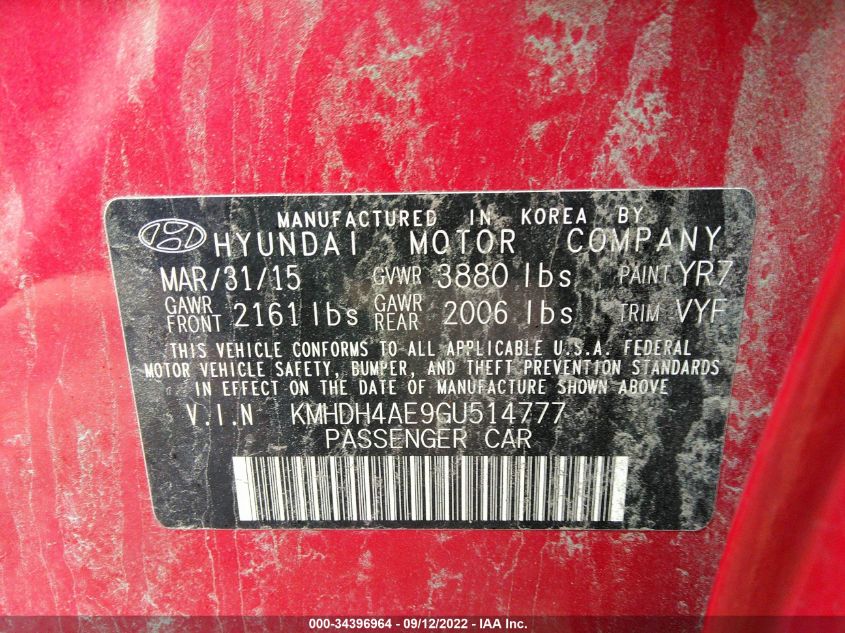 MANUFACTURED IN KOREA BY
HYUNDAI MOTOR COMPANY
MAR/31/15 GVWR 3880 lbs PAINT YR7
GAWR FRONT 2161 lbs GAWR REAR 2006 lbs TRIM VYF
THIS VEHICLE CONFORMS TO ALL APPLICABLE U.S.A. FEDERAL
MOTOR VEHICLE SAFETY, BUMPER, AND THEFT PREVENTION STANDARDS
IN EFFECT ON THE DATE OF MANUFACTURE SHOWN ABOVE
V.I.N KMHDH4AE9GU514777
PASSENGER CAR
000-34396964 - 09/12/2022 - IAA Inc.